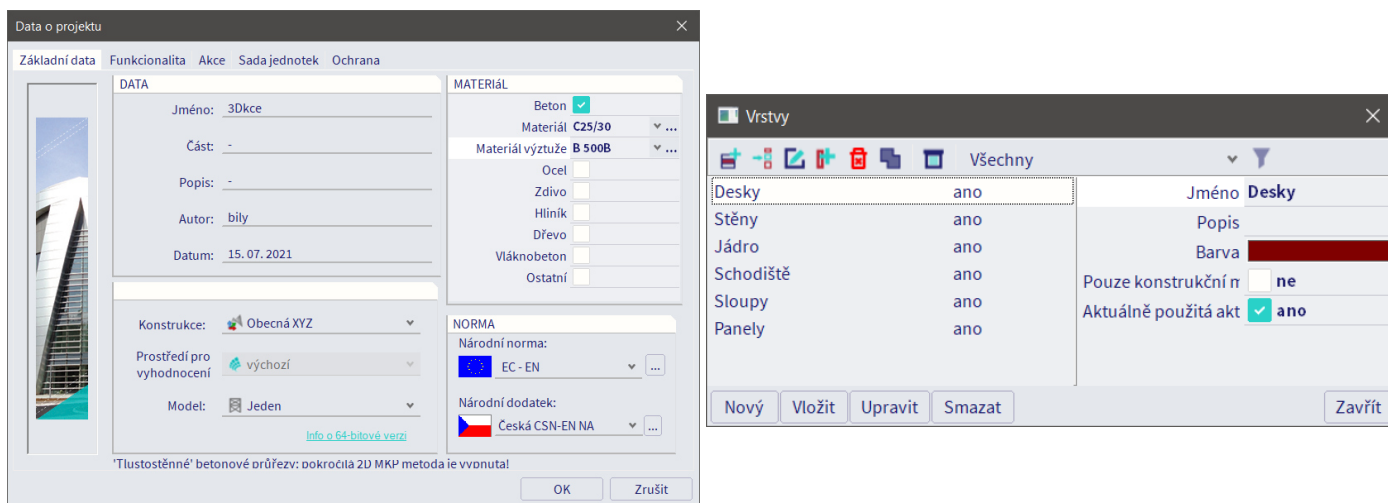 Data o projektu
Základní data Funkcionalita Akce Sada jednotek Ochrana
DATA
Jméno: 3Dkce
Část: -
Popis: -
Autor: bily
Datum: 15. 07. 2021
Konstrukce: Obecná XYZ
Prostředí pro
vyhodnocení
výchozí
Model: Jeden
Info o 64-bitové verzi
MATERIáL
Beton
Materiál C25/30 ...
Materiál výztuže B 500B ...
Ocel
Zdivo
Hliník
Dřevo
Vláknobeton
Ostatní
NORMA
Národní norma:
EC - EN ...
Národní dodatek:
Česká CSN-EN NA ...
'Tlustostěnné' betonové průřezy: pokročilá 2D MKP metoda je vypnuta!
OK Zrušit
Vrstvy
Všechny
Desky ano
Stěny ano
Jádro ano
Schodiště ano
Sloupy ano
Panely ano
Jméno Desky
Popis
Barva
Pouze konstrukční m ne
Aktuálně použitá akt ano
Nový Vložit Upravit Smazat Zavřít